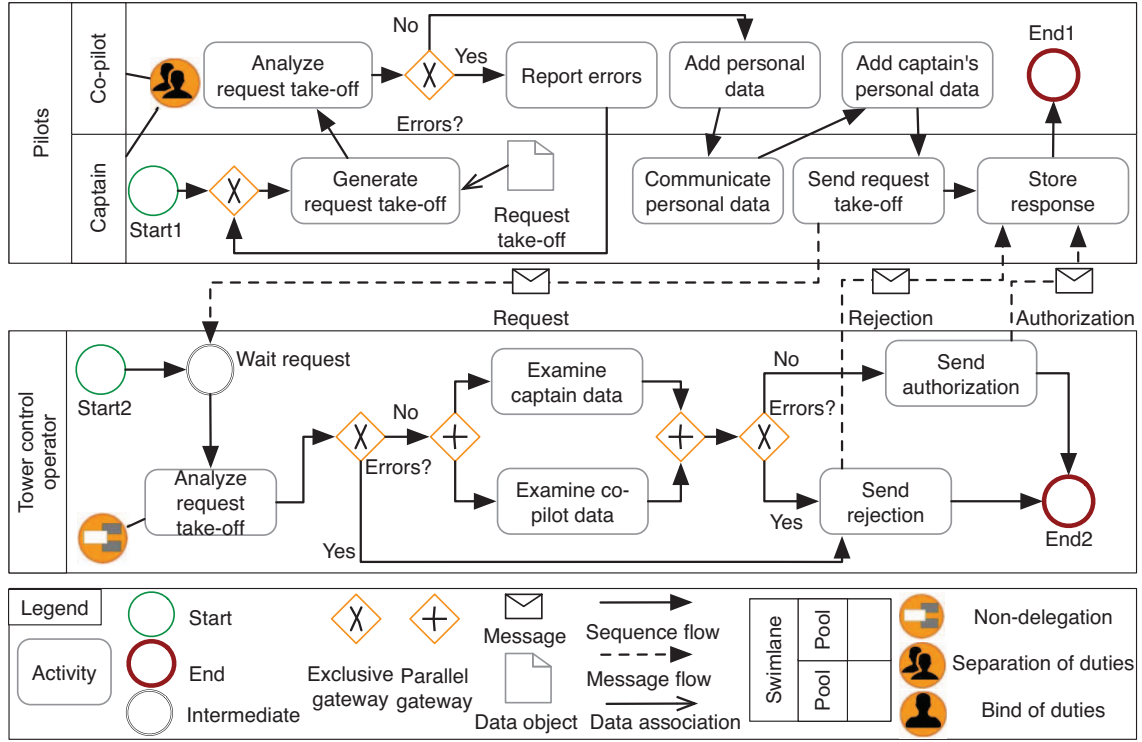 Pilots
Co-pilot
Captain
No
Yes
Analyze
request take-off
Report errors
Add personal
data
Add captain's
personal data
End1
Errors?
Start1
Generate
request take-off
Request
take-off
Communicate
personal data
Send request
take-off
Store
response
Request
Rejection
Authorization
Tower control
operator
Start2
Wait request
Analyze
request
take-off
No
Errors?
Yes
Examine
captain data
Examine co-
pilot data
No
Errors?
Yes
Send
authorization
Send
rejection
End2
Legend
Activity
Start
End
Intermediate
Exclusive
gateway
Parallel
gateway
Message
Data object
Sequence flow
Message flow
Data association
Swimlane
Pool
Pool
Non-delegation
Separation of duties
Bind of duties